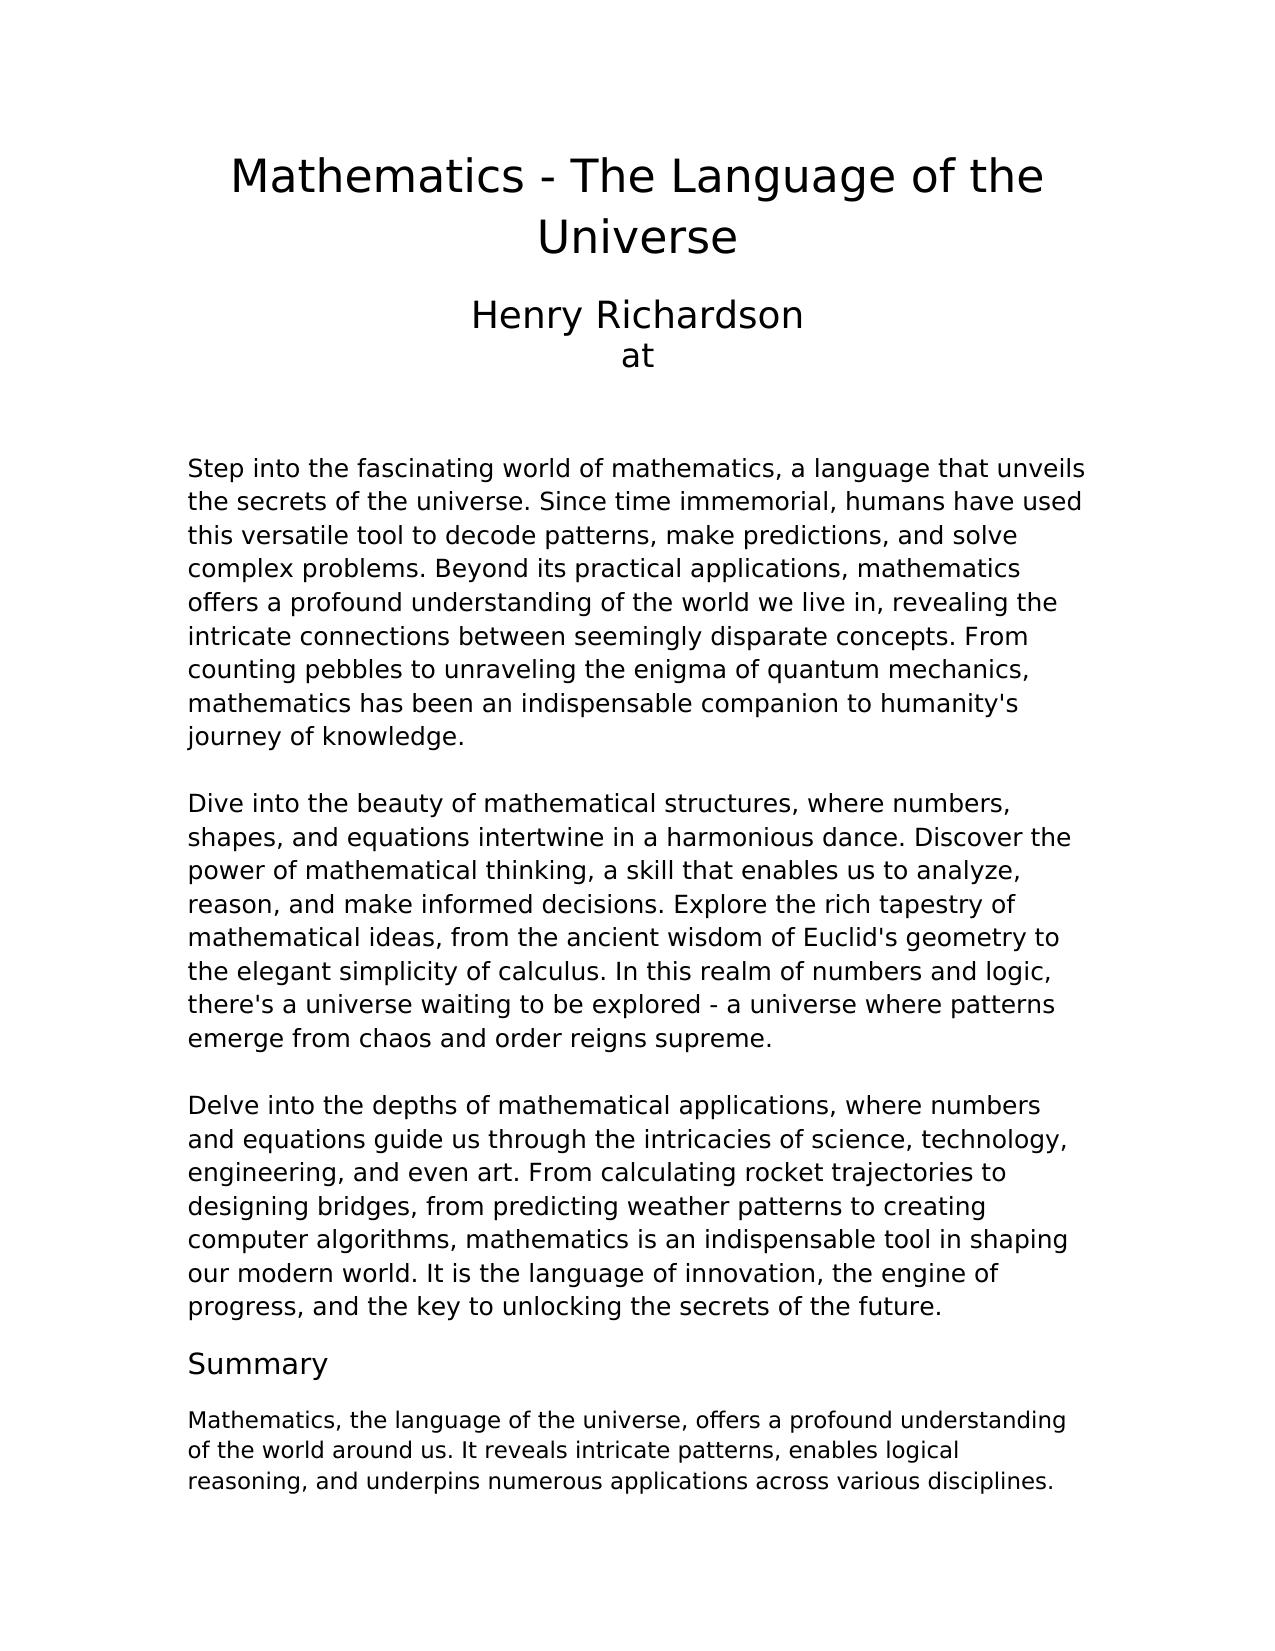 Mathematics - The Language of the
Universe
Henry Richardson
at
Step into the fascinating world of mathematics, a language that unveils
the secrets of the universe. Since time immemorial, humans have used
this versatile tool to decode patterns, make predictions, and solve
complex problems. Beyond its practical applications, mathematics
offers a profound understanding of the world we live in, revealing the
intricate connections between seemingly disparate concepts. From
counting pebbles to unraveling the enigma of quantum mechanics,
mathematics has been an indispensable companion to humanity's
journey of knowledge.
Dive into the beauty of mathematical structures, where numbers,
shapes, and equations intertwine in a harmonious dance. Discover the
power of mathematical thinking, a skill that enables us to analyze,
reason, and make informed decisions. Explore the rich tapestry of
mathematical ideas, from the ancient wisdom of Euclid's geometry to
the elegant simplicity of calculus. In this realm of numbers and logic,
there's a universe waiting to be explored - a universe where patterns
emerge from chaos and order reigns supreme.
Delve into the depths of mathematical applications, where numbers
and equations guide us through the intricacies of science, technology,
engineering, and even art. From calculating rocket trajectories to
designing bridges, from predicting weather patterns to creating
computer algorithms, mathematics is an indispensable tool in shaping
our modern world. It is the language of innovation, the engine of
progress, and the key to unlocking the secrets of the future.
Summary
Mathematics, the language of the universe, offers a profound understanding
of the world around us. It reveals intricate patterns, enables logical
reasoning, and underpins numerous applications across various disciplines.